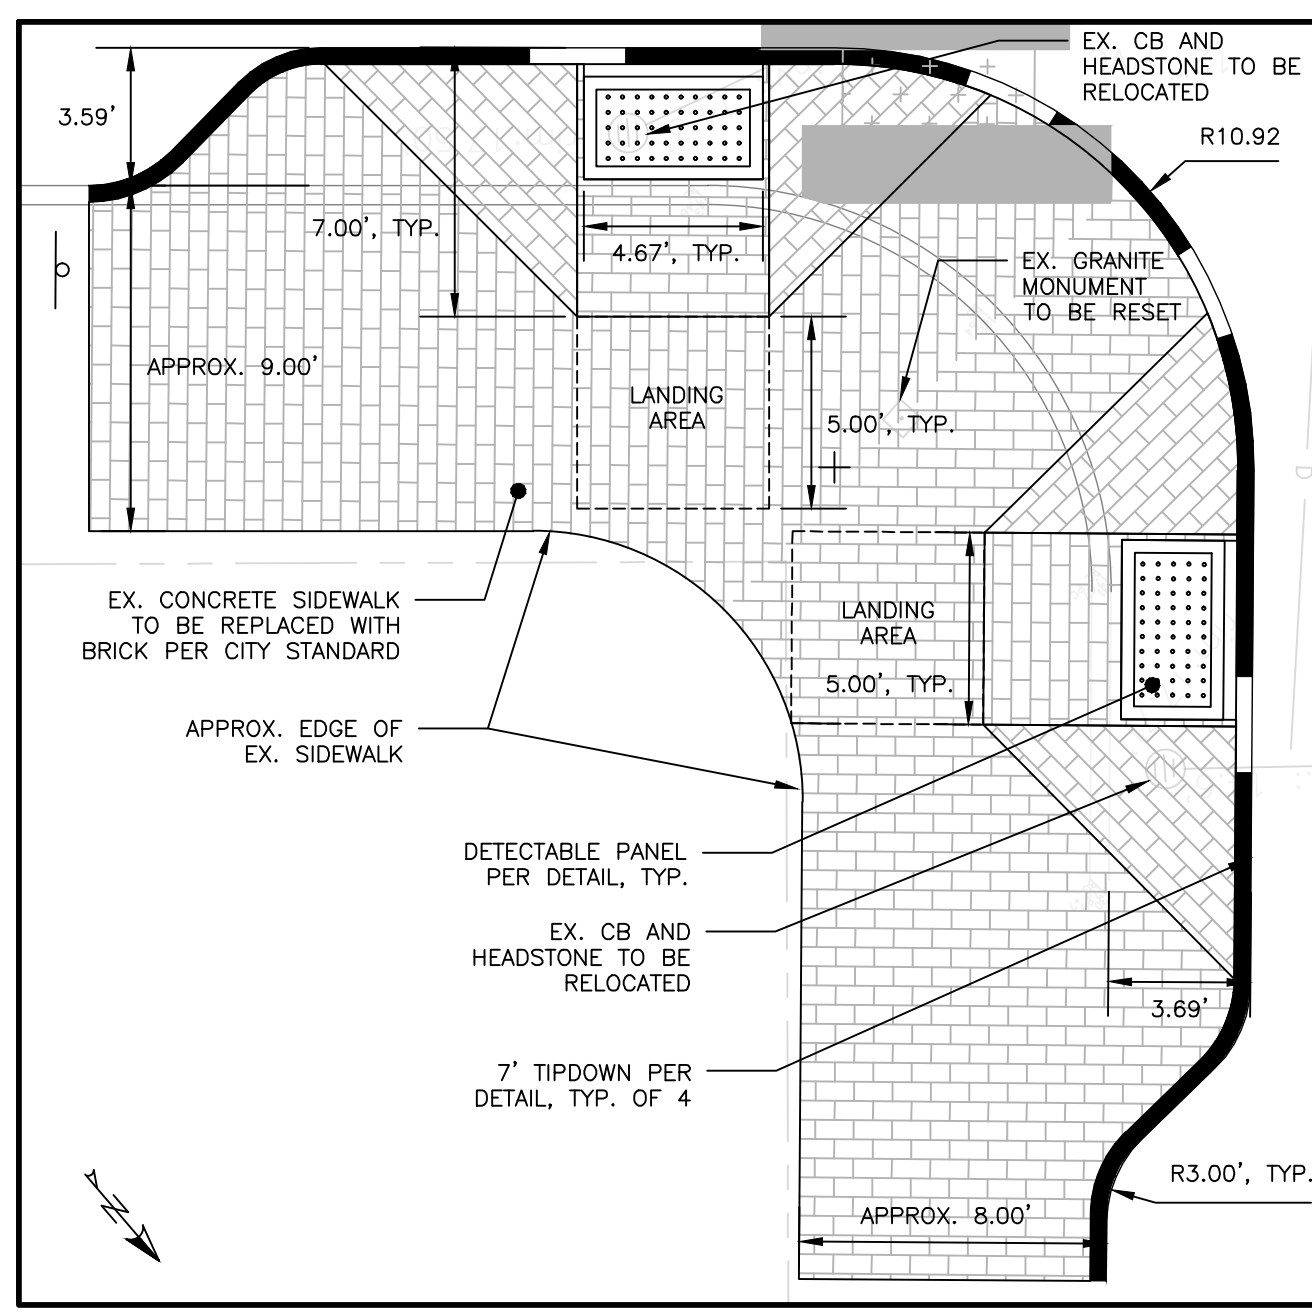 EX. CB AND
HEADSTONE TO BE
RELOCATED
3.59'
R10.92
7.00', TYP.
4.67', TYP.
EX. GRANITE
MONUMENT
TO BE RESET
APPROX. 9.00'
LANDING
AREA
5.00', TYP.
EX. CONCRETE SIDEWALK
TO BE REPLACED WITH
BRICK PER CITY STANDARD
LANDING
AREA
5.00', TYP.
APPROX. EDGE OF
EX. SIDEWALK
DETECTABLE PANEL
PER DETAIL, TYP.
EX. CB AND
HEADSTONE TO BE
RELOCATED
3.69'
7' TIPDOWN PER
DETAIL, TYP. OF 4
R3.00', TYP.
APPROX. 8.00'
N